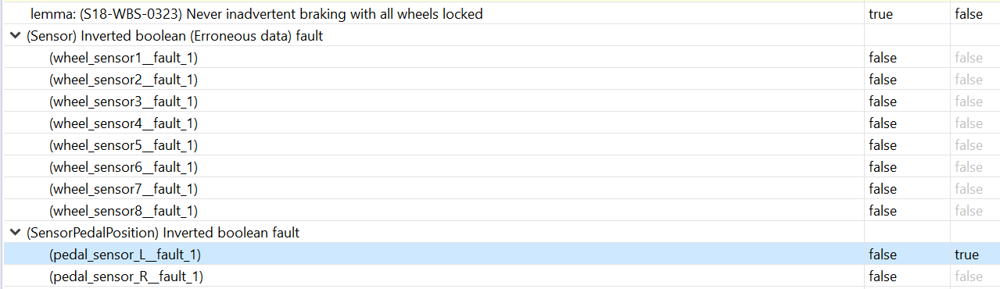 lemma: (S18-WBS-0323) Never inadvertent braking with all wheels locked true false
(Sensor) Inverted boolean (Erroneous data) fault
(wheel_sensor1__fault_1) false false
(wheel_sensor2__fault_1) false false
(wheel_sensor3__fault_1) false false
(wheel_sensor4__fault_1) false false
(wheel_sensor5__fault_1) false false
(wheel_sensor6__fault_1) false false
(wheel_sensor7__fault_1) false false
(wheel_sensor8__fault_1) false false
(SensorPedalPosition) Inverted boolean fault
(pedal_sensor_L__fault_1) false true
(pedal_sensor_R__fault_1) false false